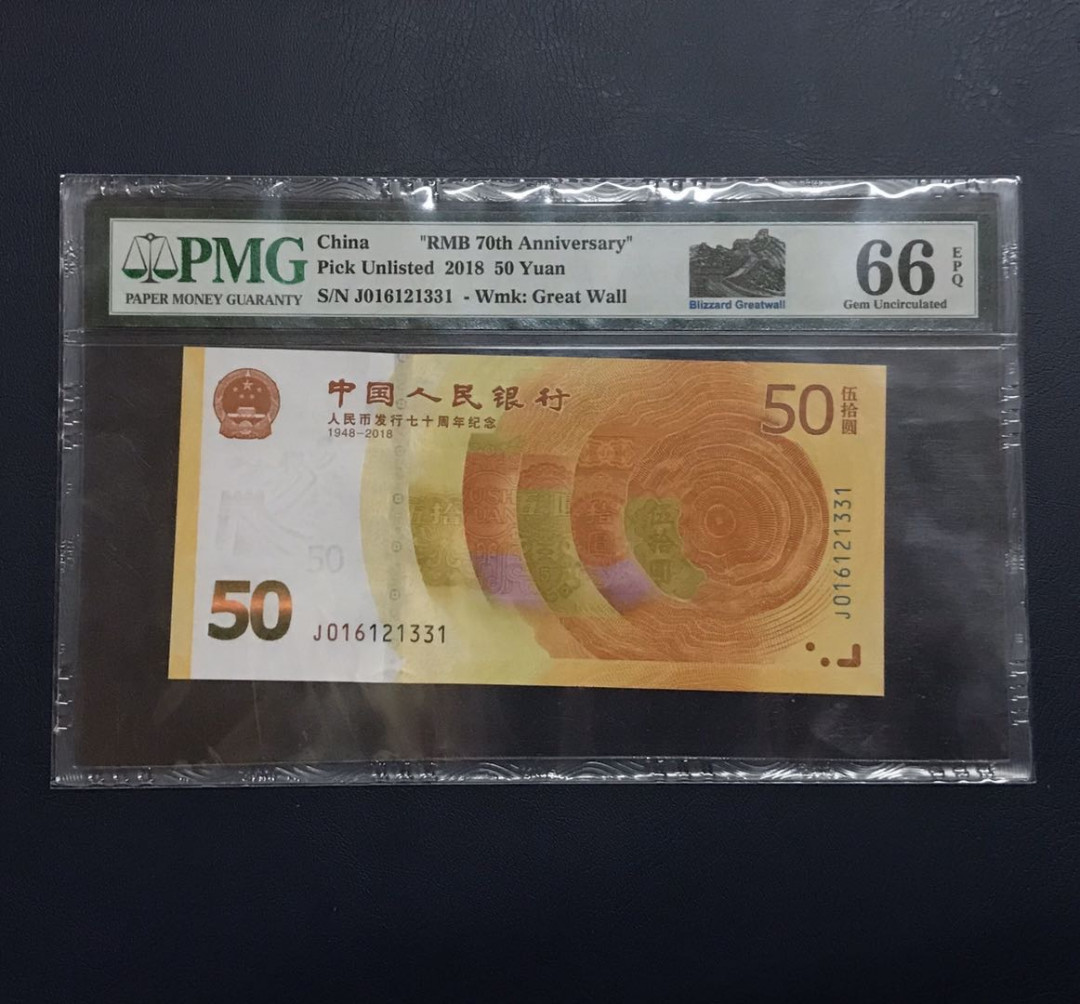 PMG
PAPER MONEY GUARANTY
China "RMB 70th Anniversary"
Pick Unlisted 2018 50 Yuan
S/N J016121331 - Wmk: Great Wall
Blizzard Greatwall
66
EPQ
Gem Uncirculated
中国人民银行
人民币发行七十周年纪念
1948-2018
50
伍拾圆
50
50
J016121331
J016121331